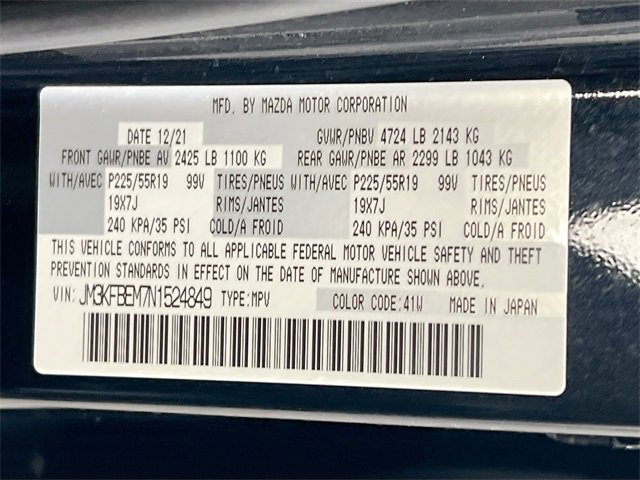 MFD. BY MAZDA MOTOR CORPORATION
DATE 12/21 GVWR/PNBV 4724 LB 2143 KG
FRONT GAWR/PNBE AV 2425 LB 1100 KG REAR GAWR/PNBE AR 2299 LB 1043 KG
WITH/AVEC P225/55R19 99V TIRES/PNEUS WITH/AVEC P225/55R19 99V TIRES/PNEUS
19X7J RIMS/JANTES 19X7J RIMS/JANTES
240 KPA/35 PSI COLD/A FROID 240 KPA/35 PSI COLD/A FROID
THIS VEHICLE CONFORMS TO ALL APPLICABLE FEDERAL MOTOR VEHICLE SAFETY AND THEFT
PREVENTION STANDARDS IN EFFECT ON THE DATE OF MANUFACTURE SHOWN ABOVE.
VIN: JM3KFBEM7N1524849 TYPE:MPV COLOR CODE:41W MADE IN JAPAN